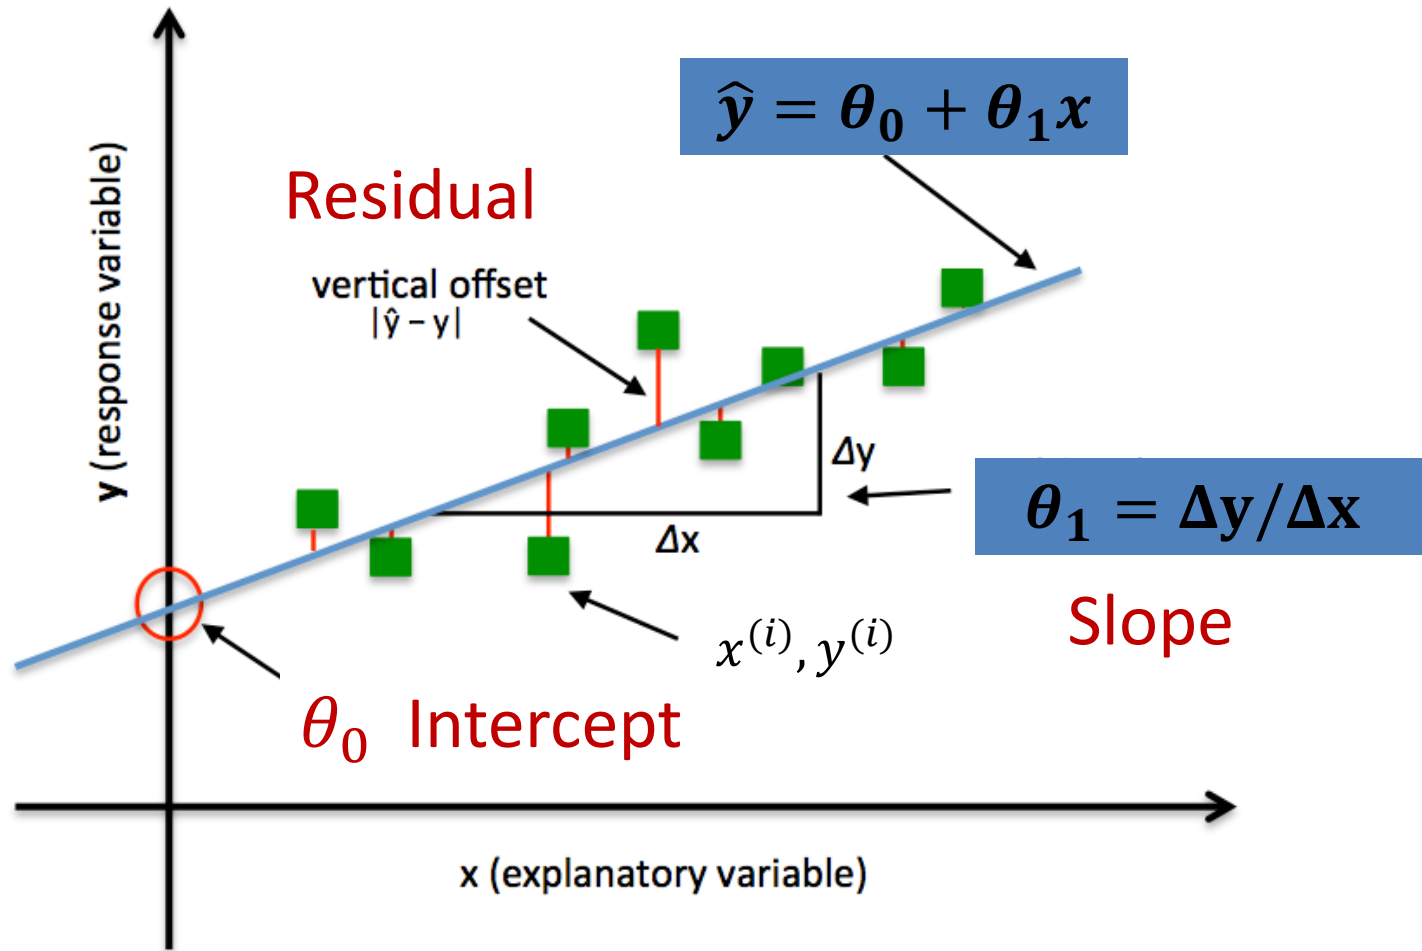 ŷ = θ₀ + θ₁x
Residual
vertical offset
|ŷ – y|
y (response variable)
Δy
θ₁ = Δy/Δx
Δx
Slope
x⁽ⁱ⁾, y⁽ⁱ⁾
θ₀ Intercept
x (explanatory variable)